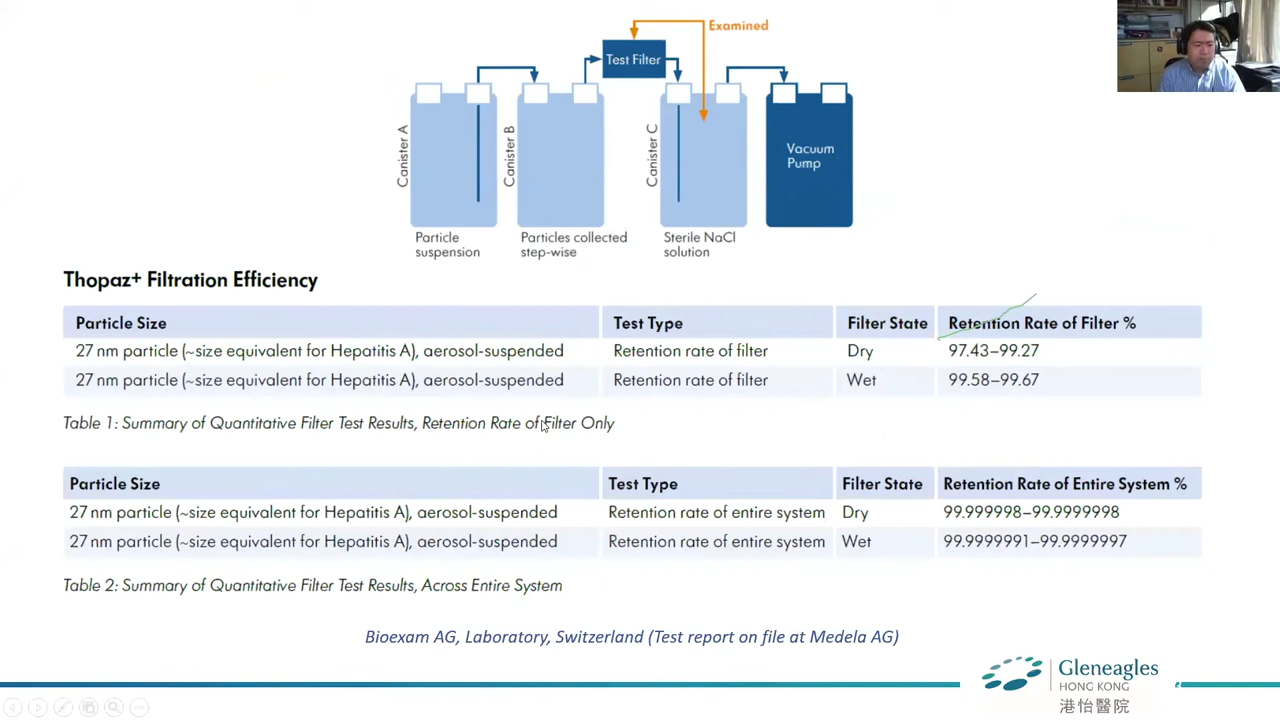 Examined
Test Filter
Canister A
Canister B
Canister C
Vacuum
Pump
Particle
suspension
Particles collected
step-wise
Sterile NaCl
solution
Thopaz+ Filtration Efficiency
Particle Size Test Type Filter State Retention Rate of Filter %
27 nm particle (~size equivalent for Hepatitis A), aerosol-suspended Retention rate of filter Dry 97.43–99.27
27 nm particle (~size equivalent for Hepatitis A), aerosol-suspended Retention rate of filter Wet 99.58–99.67
Table 1: Summary of Quantitative Filter Test Results, Retention Rate of Filter Only
Particle Size Test Type Filter State Retention Rate of Entire System %
27 nm particle (~size equivalent for Hepatitis A), aerosol-suspended Retention rate of entire system Dry 99.999998–99.9999998
27 nm particle (~size equivalent for Hepatitis A), aerosol-suspended Retention rate of entire system Wet 99.9999991–99.9999997
Table 2: Summary of Quantitative Filter Test Results, Across Entire System
Bioexam AG, Laboratory, Switzerland (Test report on file at Medela AG)
Gleneagles
HONG KONG
港怡醫院